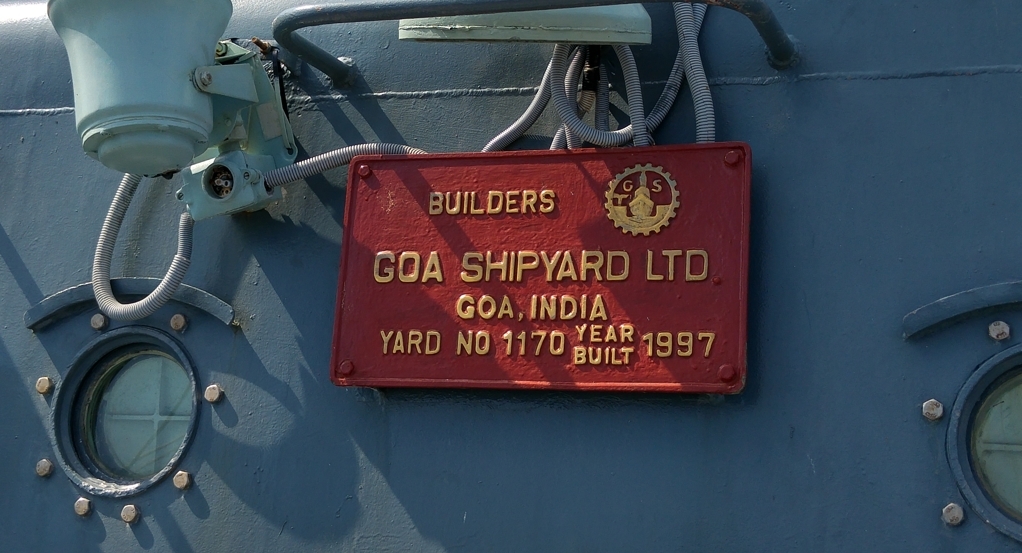 BUILDERS
G S
GOA SHIPYARD LTD
GOA, INDIA
YARD NO 1170 YEAR BUILT 1997